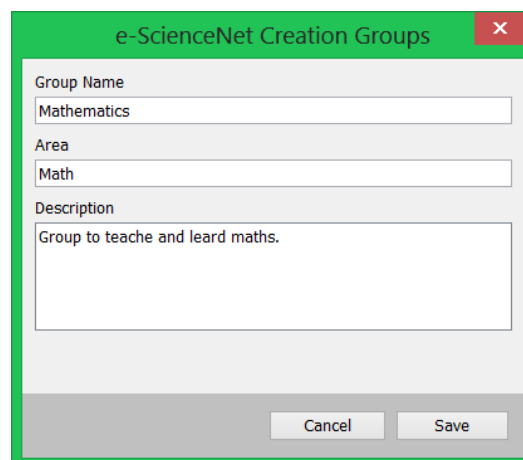 e-ScienceNet Creation Groups
x
Group Name
Mathematics
Area
Math
Description
Group to teache and leard maths.
Cancel Save